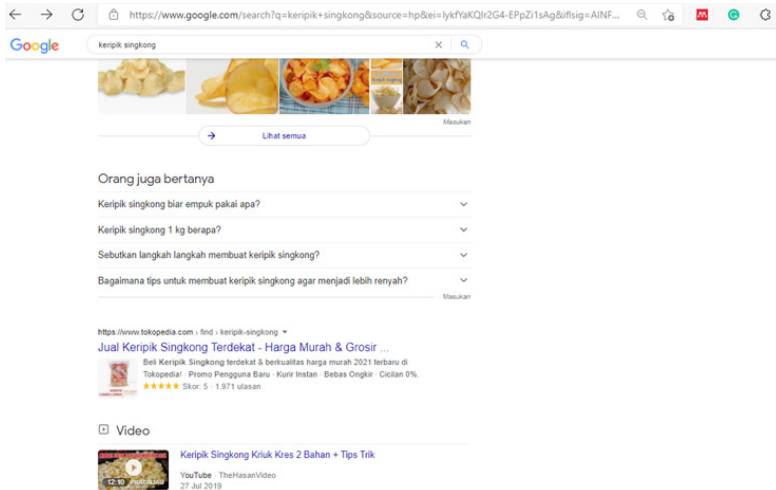 https://www.google.com/search?q=keripik+singkong&source=hp&ei=lykfYaKQIr2G4-EPpZi1sAg&iflsig=AINF...
Google
keripik singkong
Masukan
Lihat semua
Orang juga bertanya
Keripik singkong biar empuk pakai apa?
Keripik singkong 1 kg berapa?
Sebutkan langkah langkah membuat keripik singkong?
Bagaimana tips untuk membuat keripik singkong agar menjadi lebih renyah?
Masukan
https://www.tokopedia.com › find › keripik-singkong
Jual Keripik Singkong Terdekat - Harga Murah & Grosir ...
Beli Keripik Singkong terdekat & berkualitas harga murah 2021 terbaru di
Tokopedia! · Promo Pengguna Baru · Kurir Instan · Bebas Ongkir · Cicilan 0%.
Skor: 5 · 1.971 ulasan
Video
Keripik Singkong Kriuk Kres 2 Bahan + Tips Trik
12:10
YouTube · TheHasanVideo
27 Jul 2019